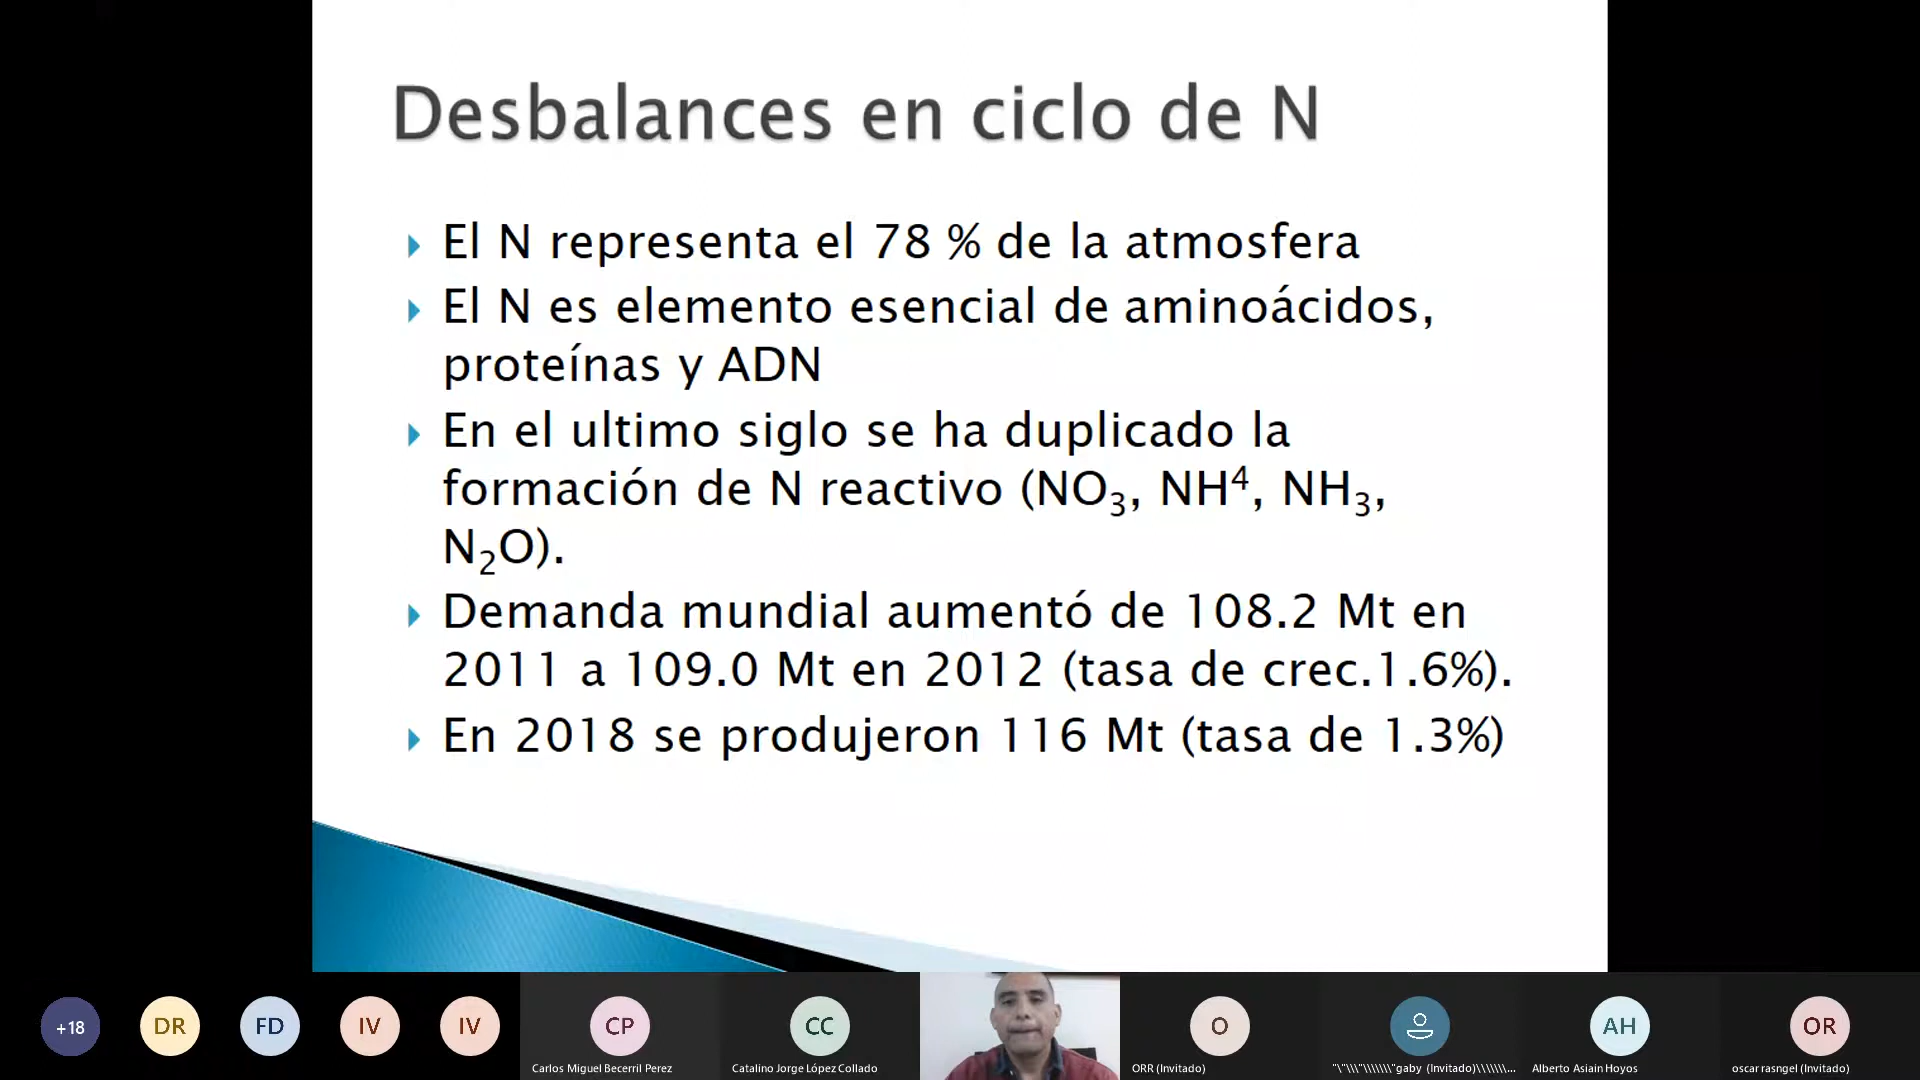 Desbalances en ciclo de N
El N representa el 78 % de la atmosfera
El N es elemento esencial de aminoácidos,
proteínas y ADN
En el ultimo siglo se ha duplicado la
formación de N reactivo (NO₃, NH⁴, NH₃,
N₂O).
Demanda mundial aumentó de 108.2 Mt en
2011 a 109.0 Mt en 2012 (tasa de crec.1.6%).
En 2018 se produjeron 116 Mt (tasa de 1.3%)
+18
DR
FD
IV
IV
CP
CC
O
AH
OR
Carlos Miguel Becerril Perez
Catalino Jorge López Collado
ORR (Invitado)
"\"\\\"\\\\\\\"gaby (Invitado)\\\\\\\...
Alberto Asiain Hoyos
oscar rasngel (Invitado)